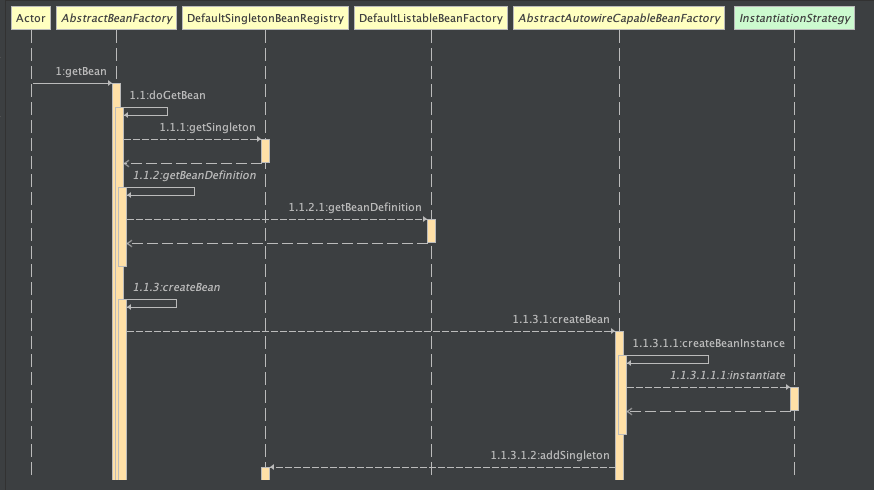 Actor
AbstractBeanFactory
DefaultSingletonBeanRegistry
DefaultListableBeanFactory
AbstractAutowireCapableBeanFactory
InstantiationStrategy
1:getBean
1.1:doGetBean
1.1.1:getSingleton
1.1.2:getBeanDefinition
1.1.2.1:getBeanDefinition
1.1.3:createBean
1.1.3.1:createBean
1.1.3.1.1:createBeanInstance
1.1.3.1.1.1:instantiate
1.1.3.1.2:addSingleton